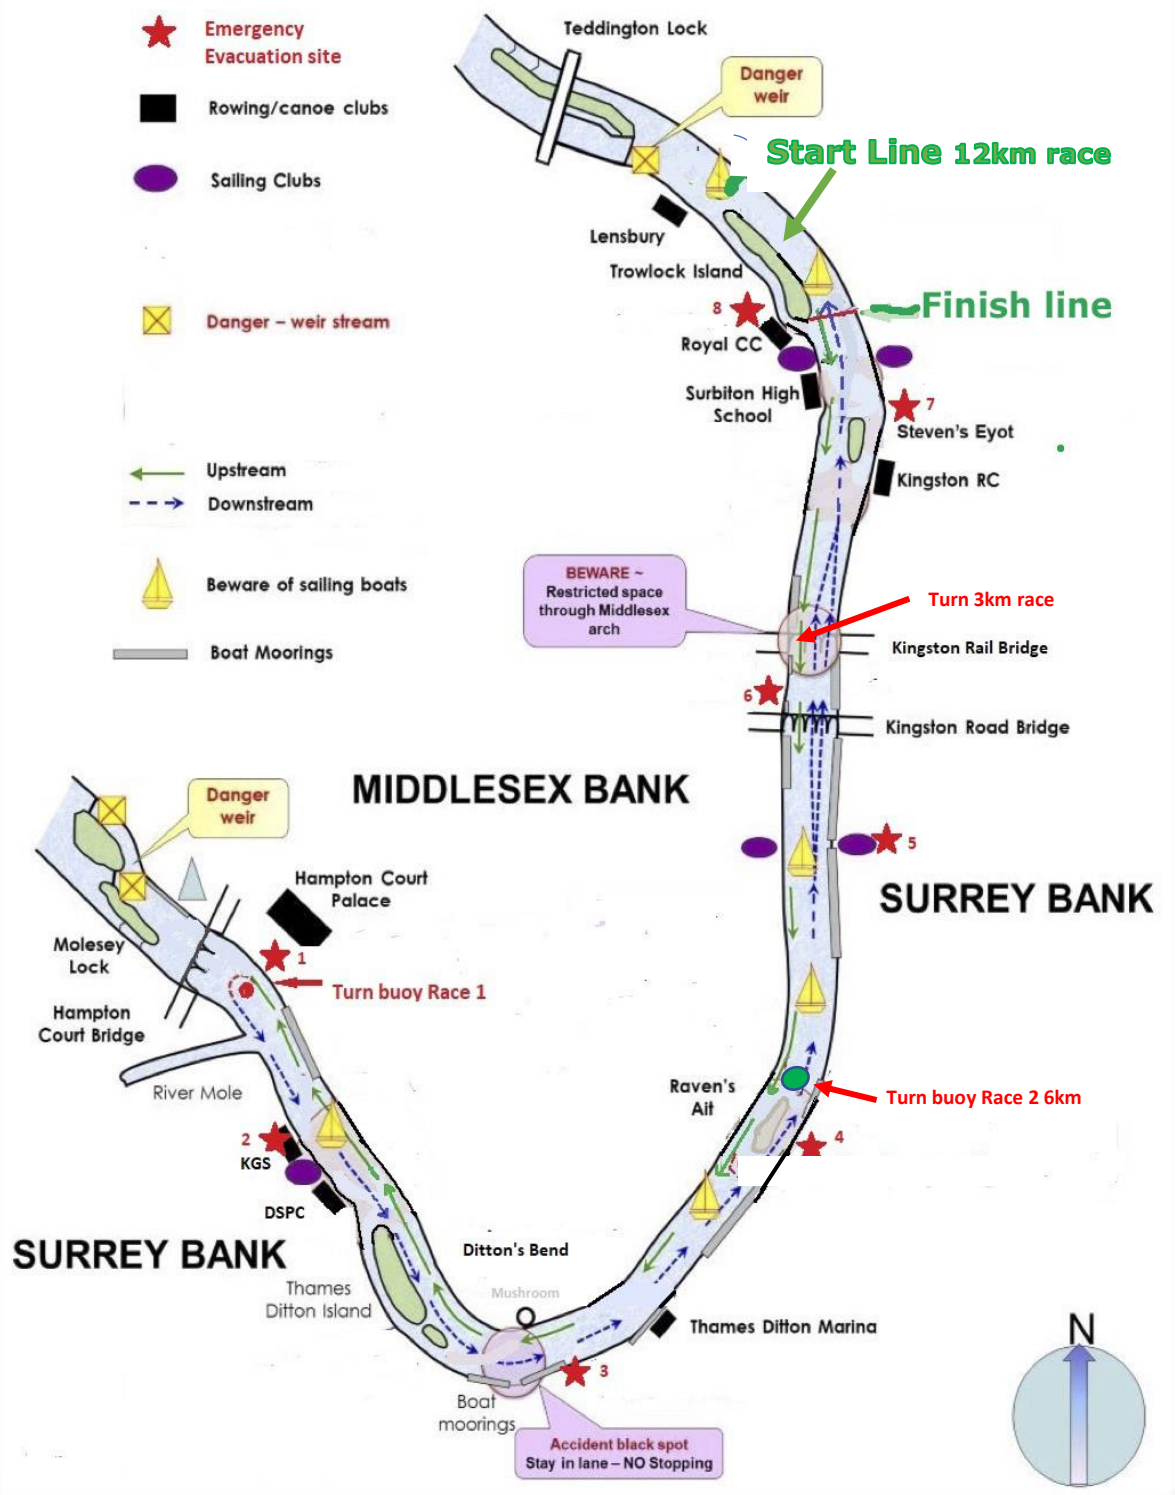 Emergency
Evacuation site
Rowing/canoe clubs
Sailing Clubs
Danger – weir stream
Upstream
Downstream
Beware of sailing boats
Boat Moorings
Teddington Lock
Danger
weir
Start Line 12km race
Lensbury
Trowlock Island
Finish line
8
Royal CC
Surbiton High
School
7
Steven's Eyot
Kingston RC
BEWARE ~
Restricted space
through Middlesex
arch
Turn 3km race
Kingston Rail Bridge
6
Kingston Road Bridge
MIDDLESEX BANK
5
SURREY BANK
Danger
weir
Hampton Court
Palace
Molesey
Lock
1
Turn buoy Race 1
Hampton
Court Bridge
River Mole
Raven's
Ait
Turn buoy Race 2 6km
4
2
KGS
DSPC
SURREY BANK
Ditton's Bend
Thames
Ditton Island
Mushroom
Thames Ditton Marina
3
Boat
moorings
Accident black spot
Stay in lane – NO Stopping
N